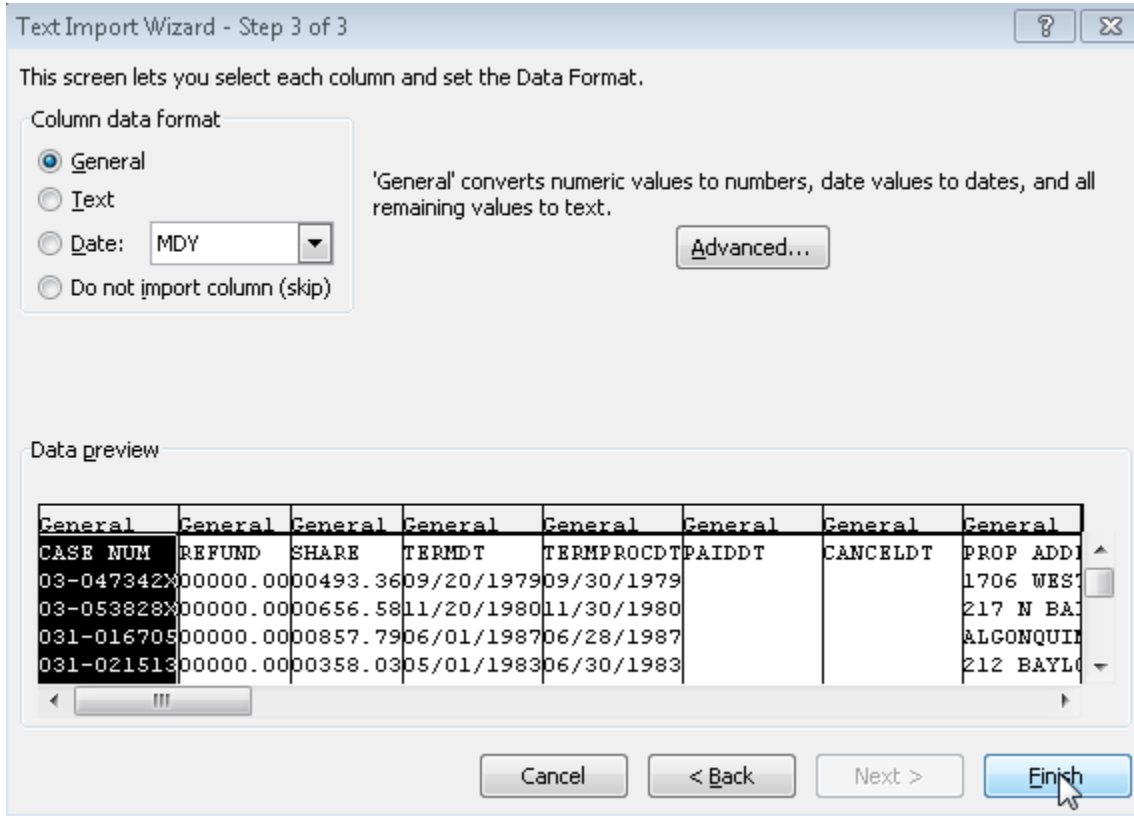 Text Import Wizard - Step 3 of 3
This screen lets you select each column and set the Data Format.
Column data format
General
Text
Date: MDY
Do not import column (skip)
'General' converts numeric values to numbers, date values to dates, and all
remaining values to text.
Advanced...
Data preview
General General General General General General General General
CASE NUM REFUND SHARE TERMDT TERMPROCDT PAIDDT CANCELDT PROP ADD
03-047342X 00000.00 00493.36 09/20/1979 09/30/1979 1706 WEST
03-053828X 00000.00 00656.58 11/20/1980 11/30/1980 217 N BA
031-016705 00000.00 00857.79 06/01/1987 06/28/1987 ALGONQUI
031-021513 00000.00 00358.03 05/01/1983 06/30/1983 212 BAYL
Cancel
< Back
Next >
Finish